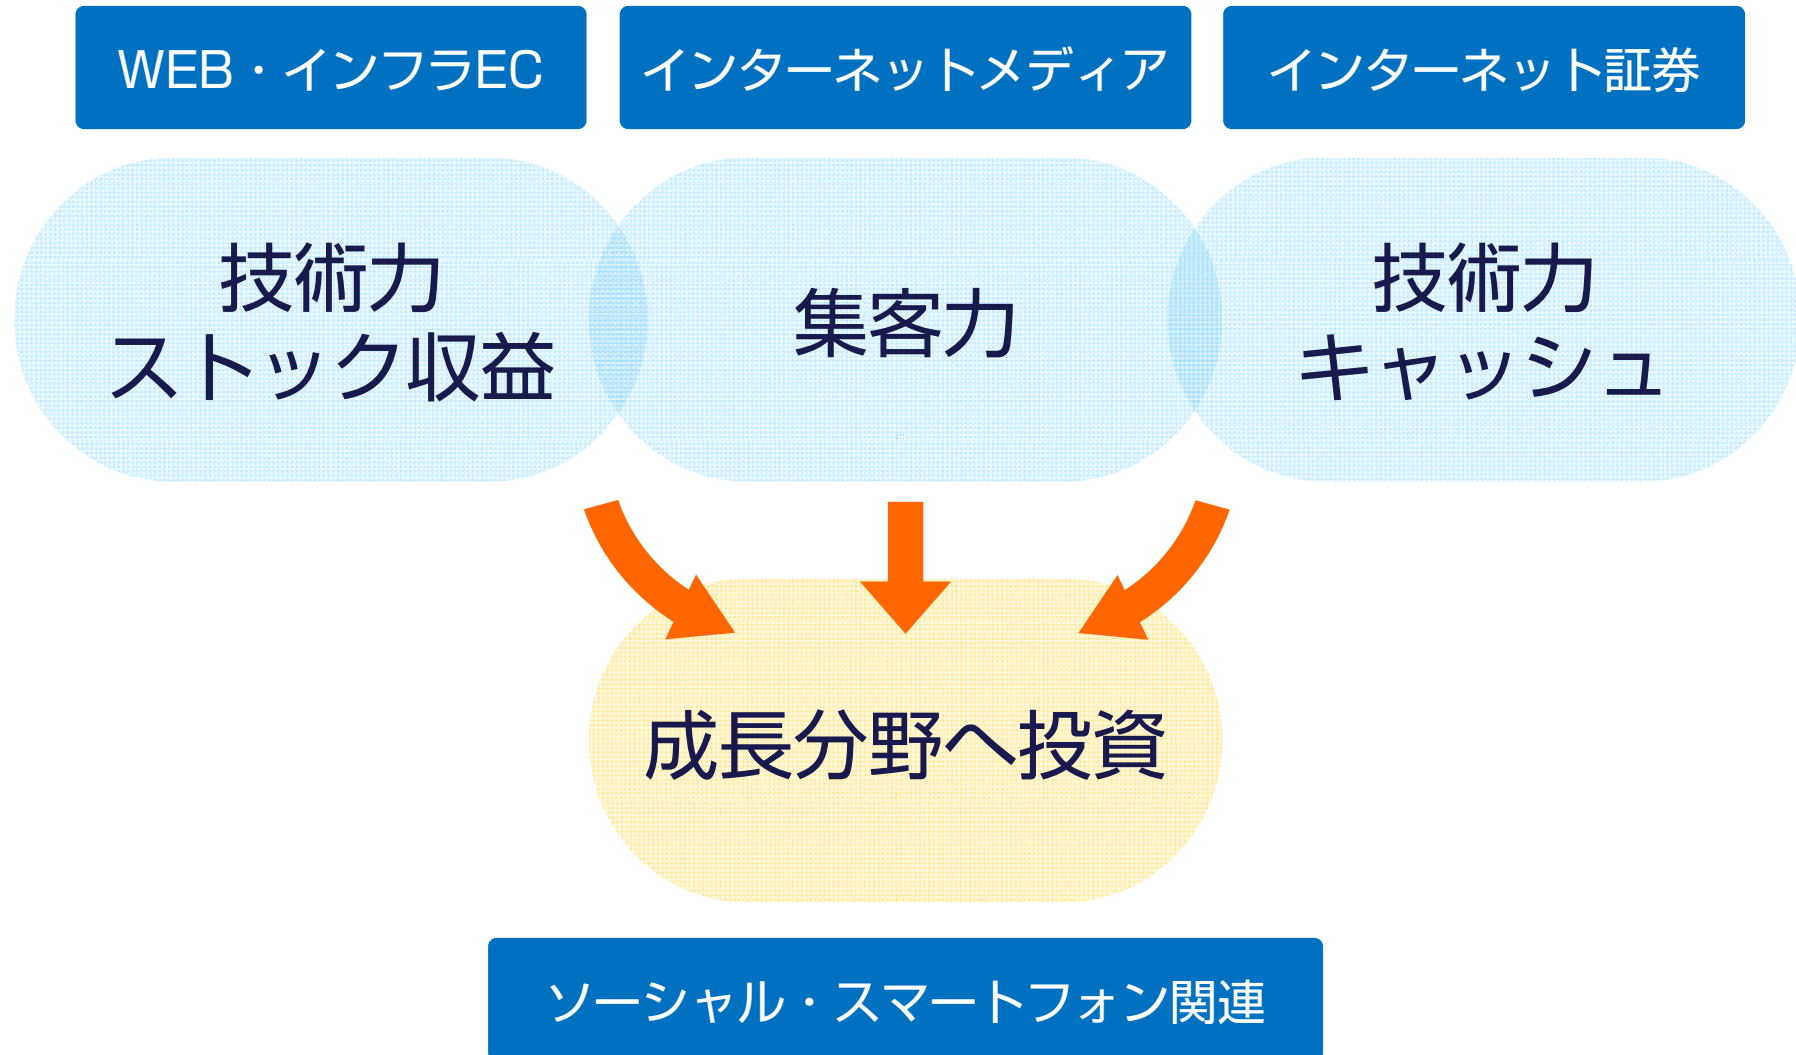 WEB・インフラEC
インターネットメディア
インターネット証券
技術力
ストック収益
集客力
技術力
キャッシュ
成長分野へ投資
ソーシャル・スマートフォン関連